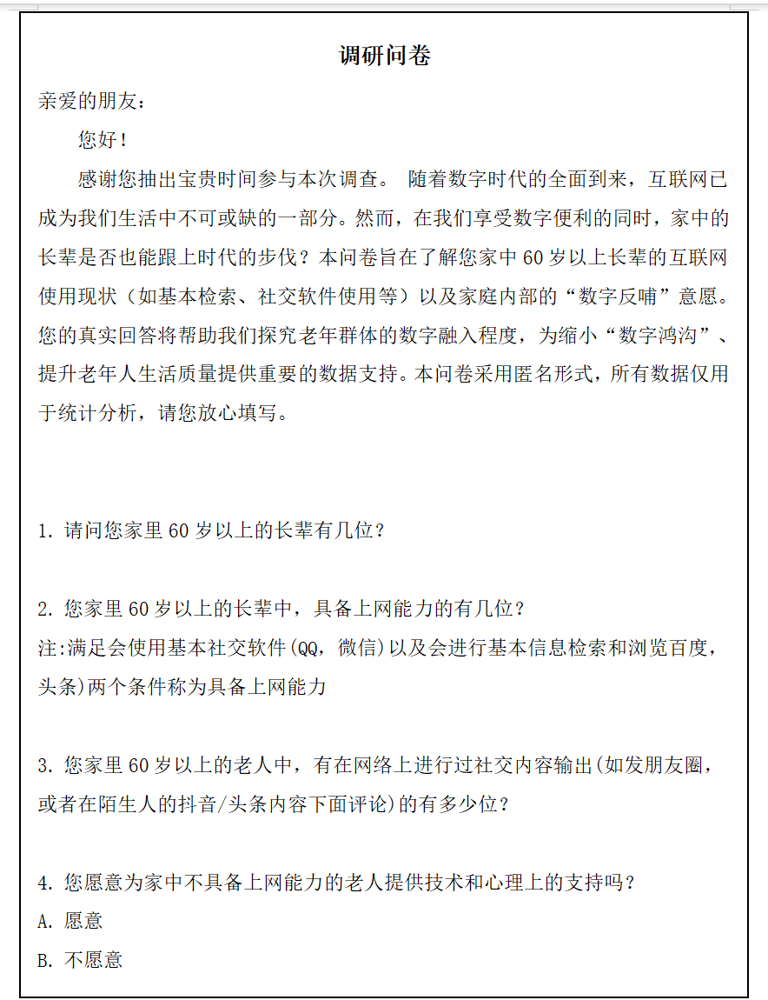 调研问卷
亲爱的朋友：
您好！
感谢您抽出宝贵时间参与本次调查。 随着数字时代的全面到来，互联网已
成为我们生活中不可或缺的一部分。然而，在我们享受数字便利的同时，家中的
长辈是否也能跟上时代的步伐？本问卷旨在了解您家中 60 岁以上长辈的互联网
使用现状（如基本检索、社交软件使用等）以及家庭内部的“数字反哺”意愿。
您的真实回答将帮助我们探究老年群体的数字融入程度，为缩小“数字鸿沟”、
提升老年人生活质量提供重要的数据支持。本问卷采用匿名形式，所有数据仅用
于统计分析，请您放心填写。
1. 请问您家里 60 岁以上的长辈有几位？
2. 您家里 60 岁以上的长辈中，具备上网能力的有几位？
注:满足会使用基本社交软件(QQ，微信)以及会进行基本信息检索和浏览百度，
头条)两个条件称为具备上网能力
3. 您家里 60 岁以上的老人中，有在网络上进行过社交内容输出(如发朋友圈，
或者在陌生人的抖音/头条内容下面评论)的有多少位？
4. 您愿意为家中不具备上网能力的老人提供技术和心理上的支持吗？
A. 愿意
B. 不愿意